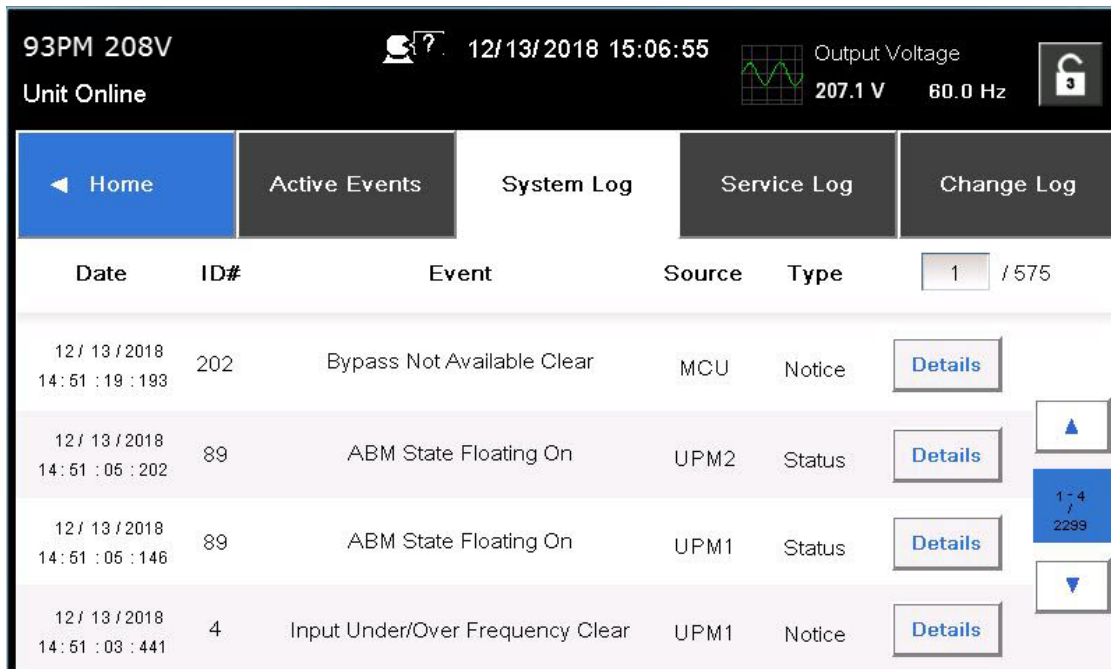 93PM 208V
? 12/13/2018 15:06:55
Output Voltage
Unit Online
207.1 V 60.0 Hz
3
◄ Home
Active Events
System Log
Service Log
Change Log
Date ID# Event Source Type 1 / 575
12/ 13 / 2018
14: 51 : 19 : 193
202 Bypass Not Available Clear MCU Notice Details
12/ 13 / 2018
14: 51 : 05 : 202
89 ABM State Floating On UPM2 Status Details
▲
1 - 4
/
2299
▼
12/ 13 / 2018
14: 51 : 05 : 146
89 ABM State Floating On UPM1 Status Details
12/ 13 / 2018
14: 51 : 03 : 441
4 Input Under/Over Frequency Clear UPM1 Notice Details